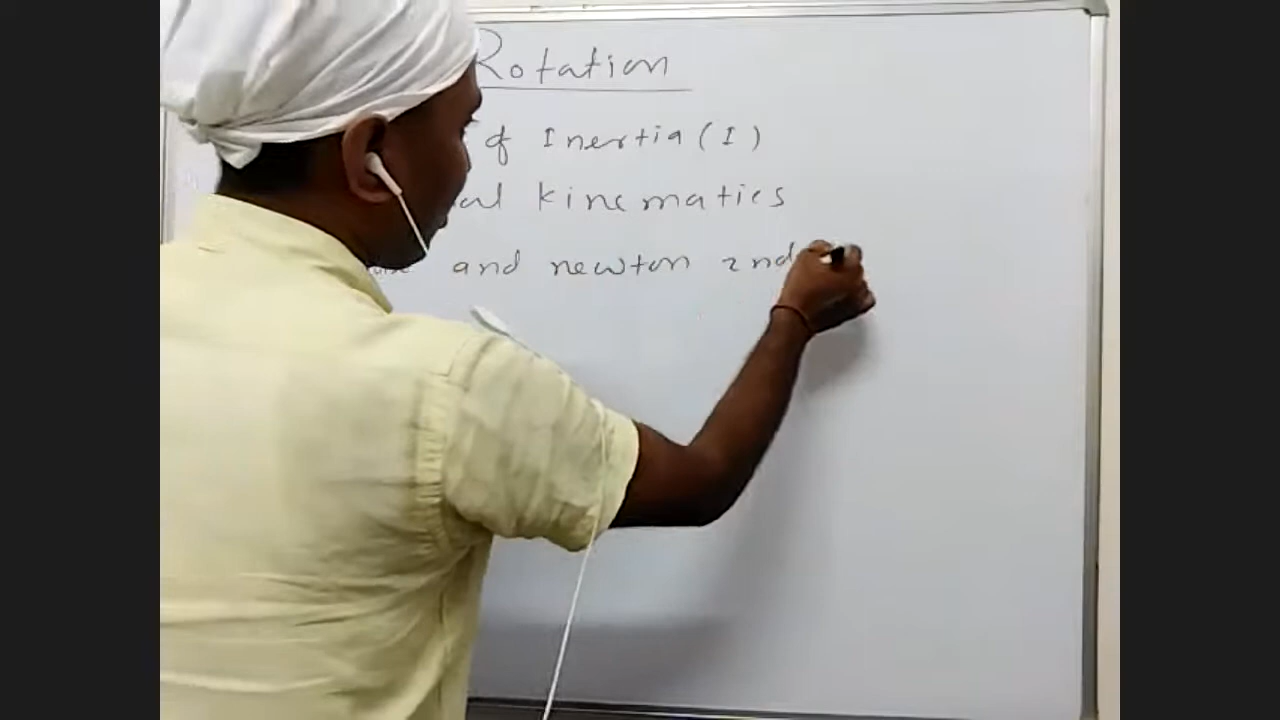 Rotation
of Inertia (I)
kinematics
and newton 2nd